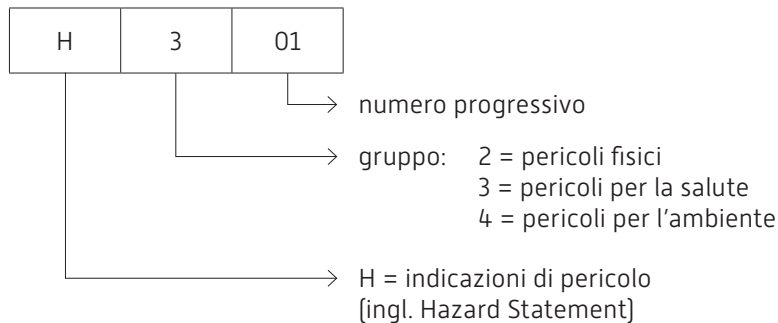 H 3 01
numero progressivo
gruppo: 2 = pericoli fisici
3 = pericoli per la salute
4 = pericoli per l'ambiente
H = indicazioni di pericolo
(ingl. Hazard Statement)